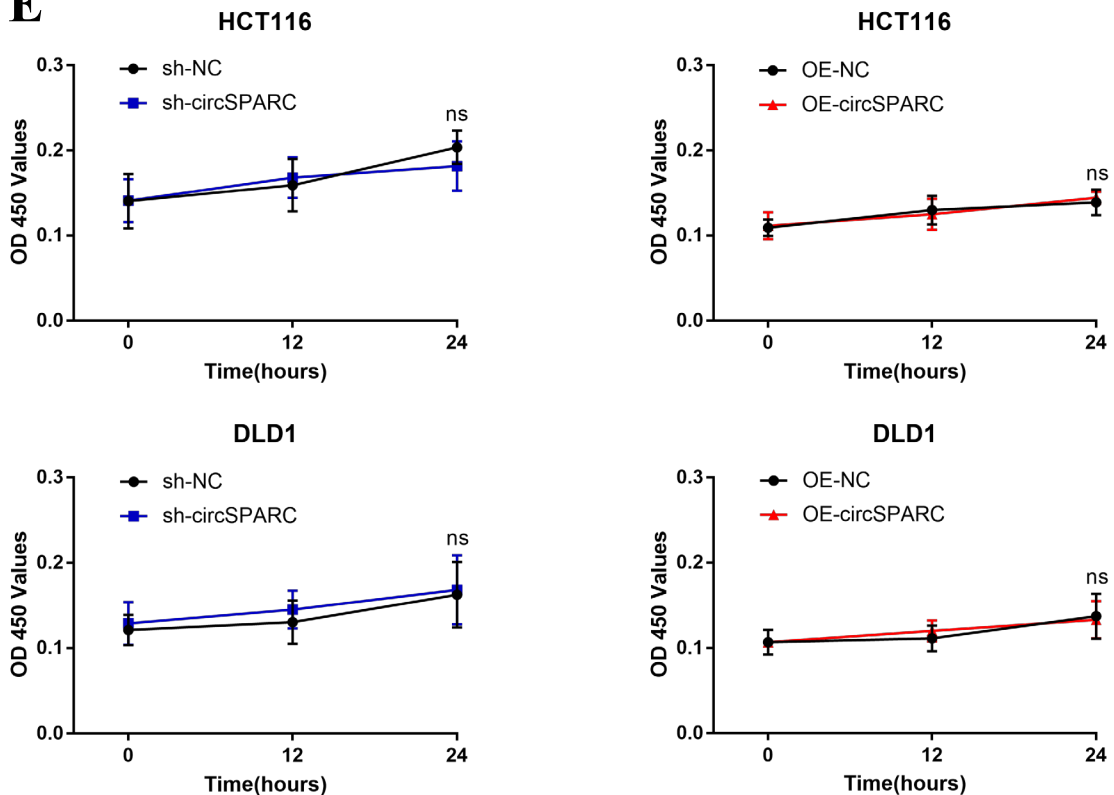 E
HCT116
sh-NC
sh-circSPARC
ns
0.3
0.2
0.1
0.0
OD 450 Values
0 12 24
Time(hours)
HCT116
OE-NC
OE-circSPARC
ns
0.3
0.2
0.1
0.0
OD 450 Values
0 12 24
Time(hours)
DLD1
sh-NC
sh-circSPARC
ns
0.3
0.2
0.1
0.0
OD 450 Values
0 12 24
Time(hours)
DLD1
OE-NC
OE-circSPARC
ns
0.3
0.2
0.1
0.0
OD 450 Values
0 12 24
Time(hours)